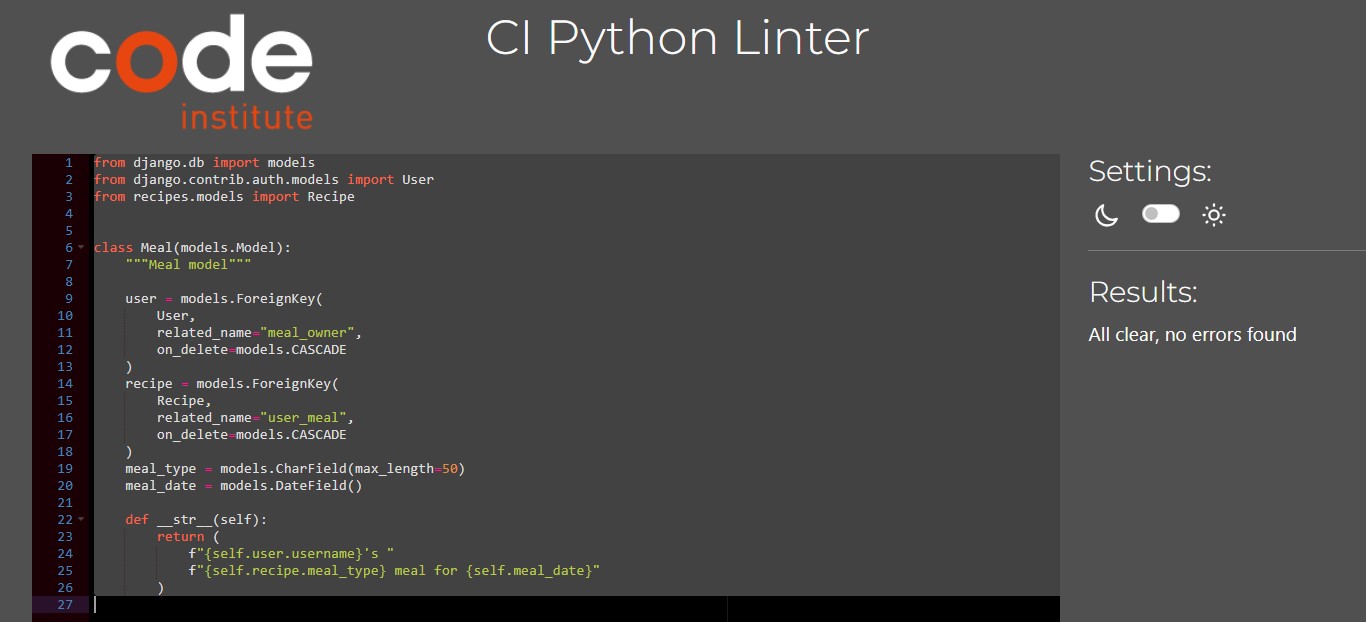 code
institute
CI Python Linter
1 from django.db import models
2 from django.contrib.auth.models import User
3 from recipes.models import Recipe
4
5
6 class Meal(models.Model):
7     """Meal model"""
8
9     user = models.ForeignKey(
10         User,
11         related_name="meal_owner",
12         on_delete=models.CASCADE
13     )
14     recipe = models.ForeignKey(
15         Recipe,
16         related_name="user_meal",
17         on_delete=models.CASCADE
18     )
19     meal_type = models.CharField(max_length=50)
20     meal_date = models.DateField()
21
22     def __str__(self):
23         return (
24             f"{self.user.username}'s "
25             f"{self.recipe.meal_type} meal for {self.meal_date}"
26         )
27
Settings:
Results:
All clear, no errors found